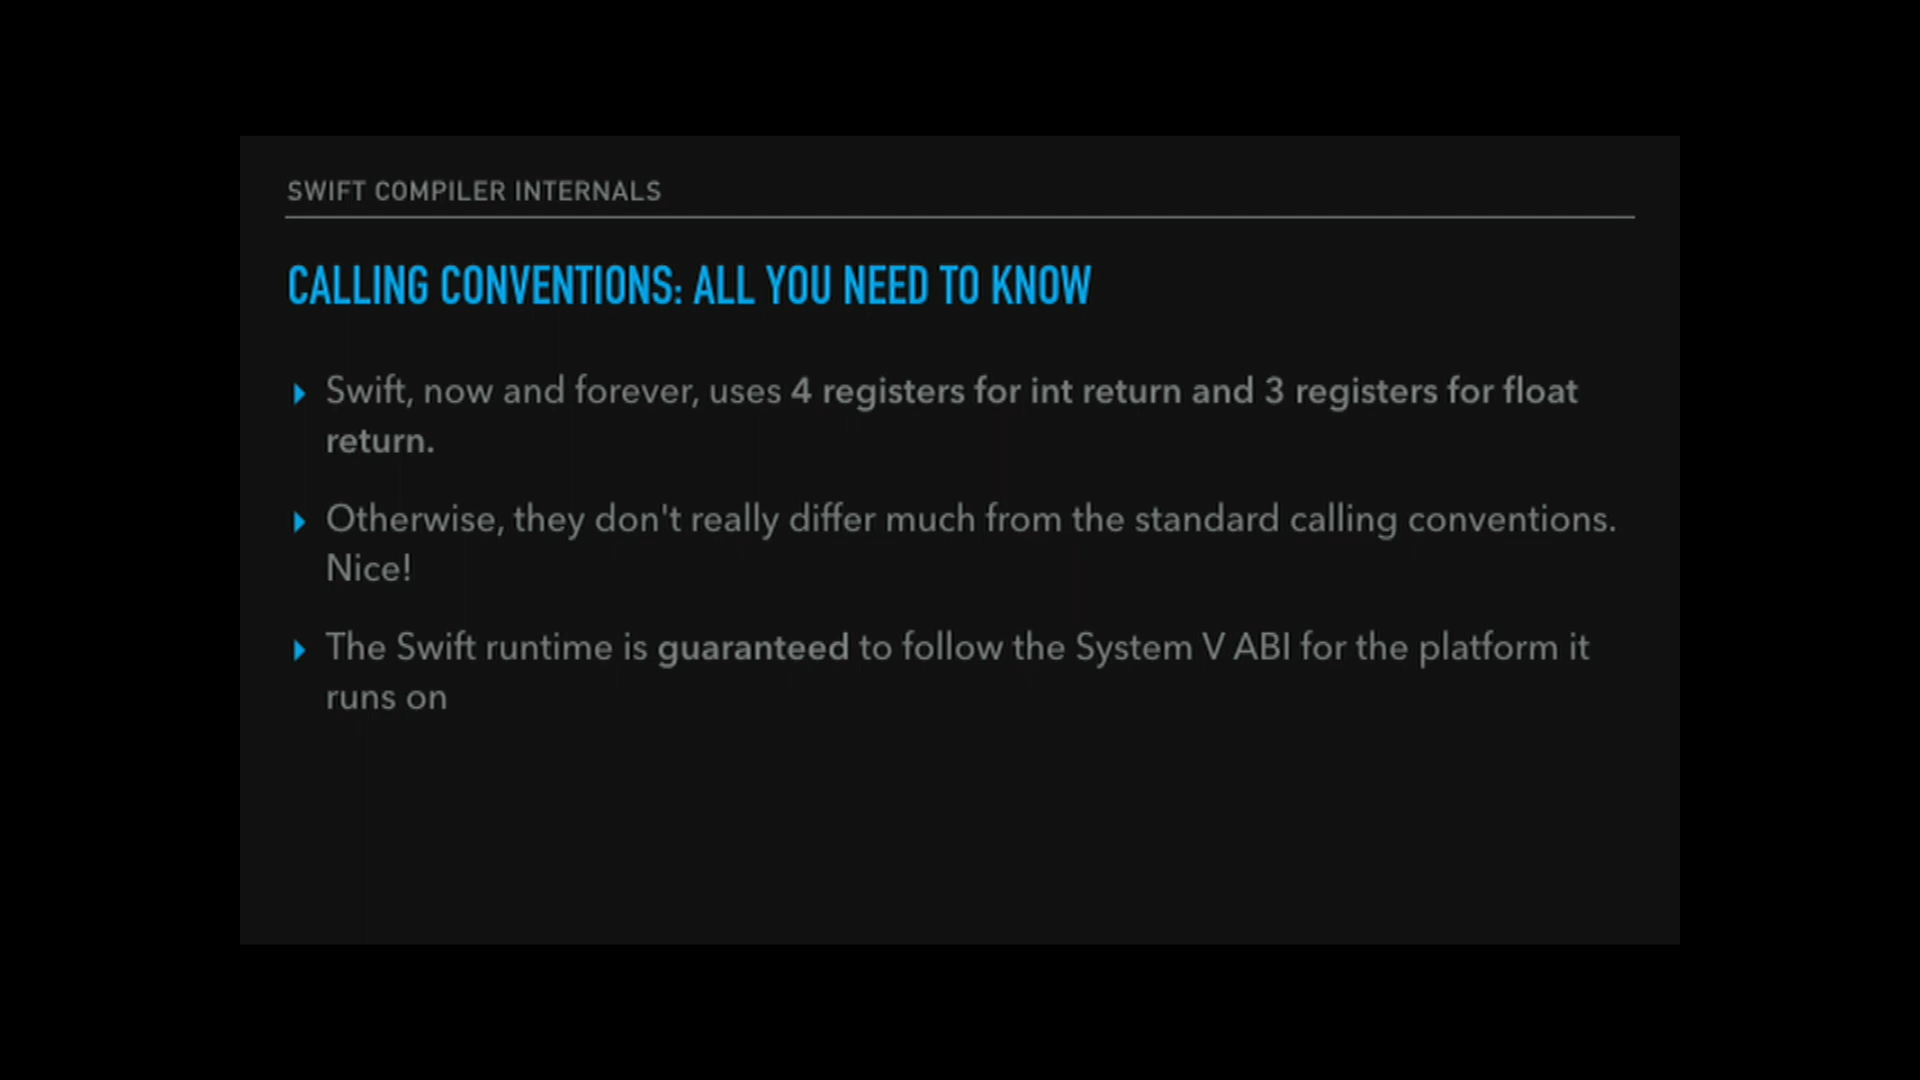 SWIFT COMPILER INTERNALS
CALLING CONVENTIONS: ALL YOU NEED TO KNOW
Swift, now and forever, uses 4 registers for int return and 3 registers for float
return.
Otherwise, they don't really differ much from the standard calling conventions.
Nice!
The Swift runtime is guaranteed to follow the System V ABI for the platform it
runs on